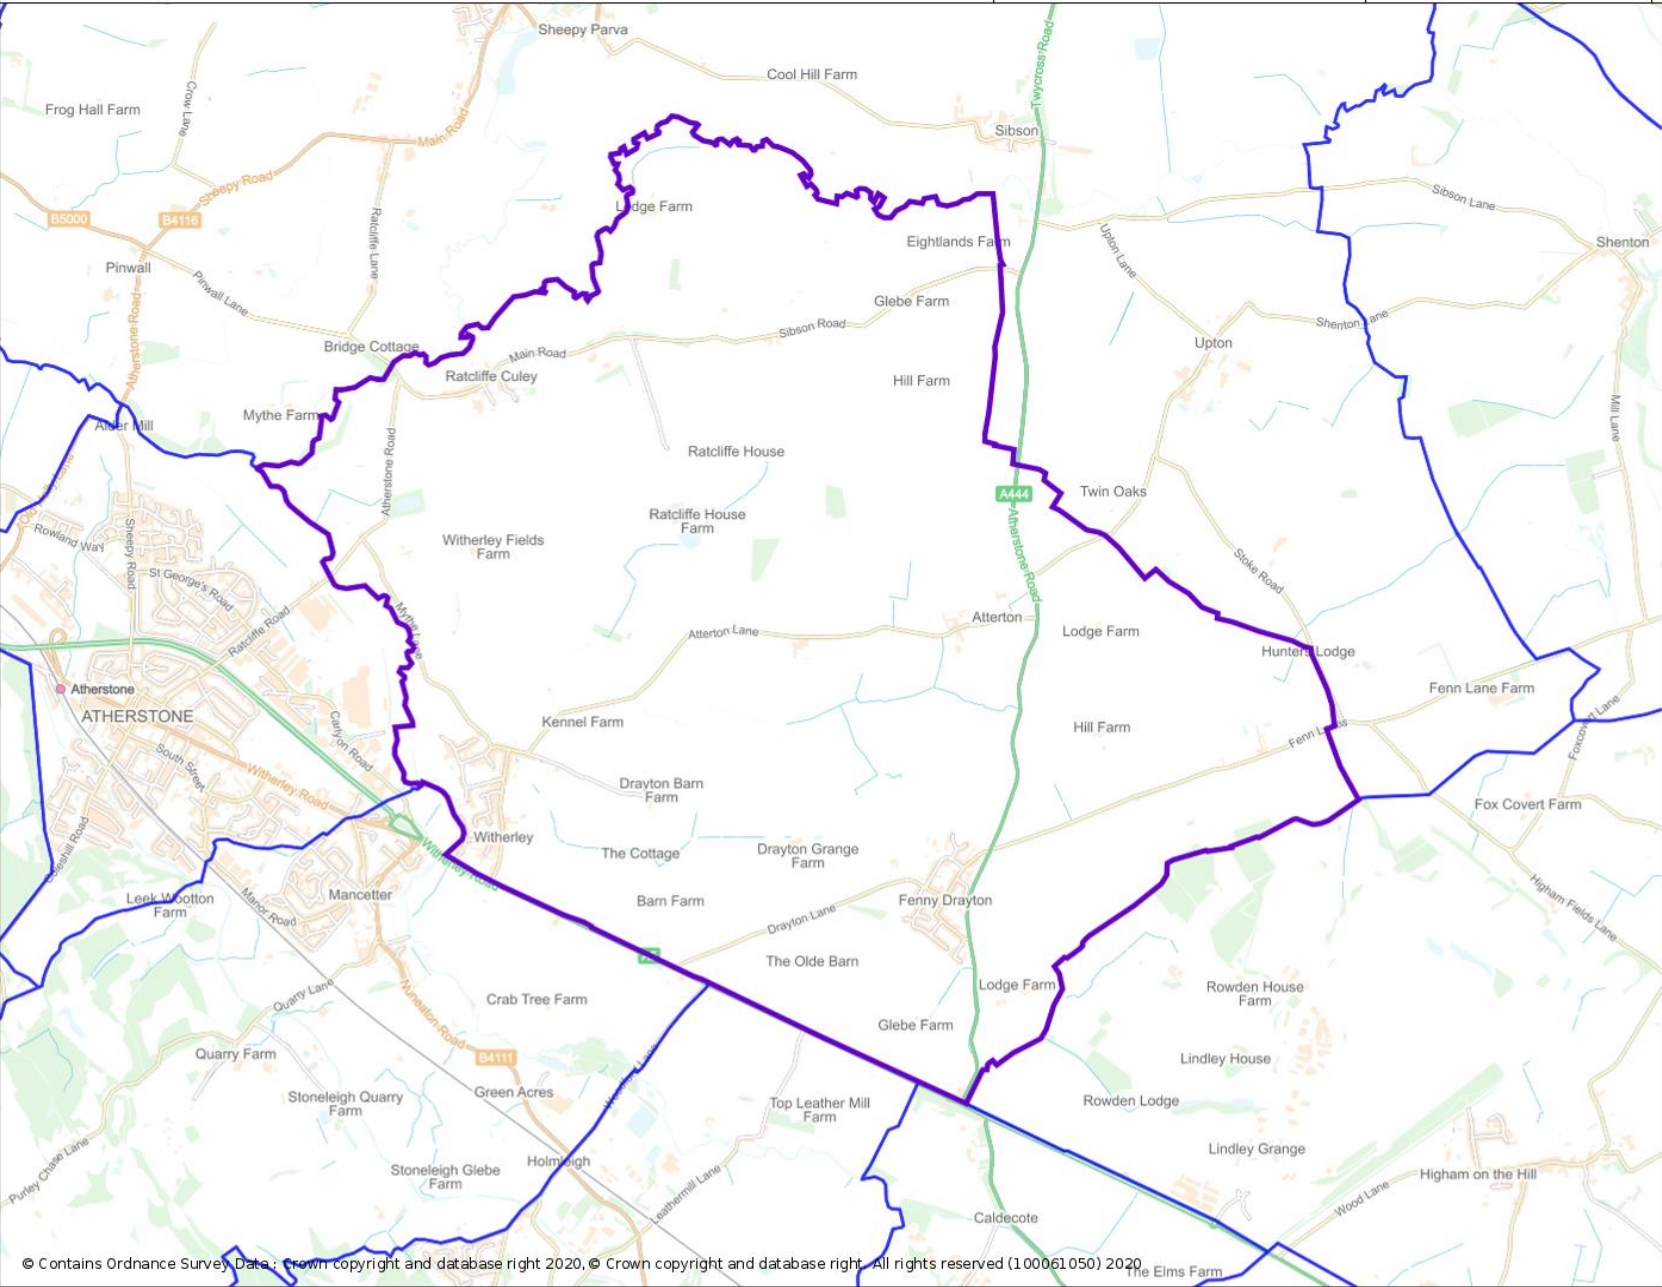 Sheepy Parva
Twycross Road
Cool Hill Farm
Frog Hall Farm
Crow Lane
Main Road
Sibson
Sheepy Road
Sibson Lane
B5000
B4116
Lodge Farm
Ratcliffe Lane
Eightlands Farm
Upton Lane
Shenton
Pinwall
Pinwall Lane
Glebe Farm
Atherstone Road
Sibson Road
Shenton Lane
Bridge Cottage
Main Road
Upton
Ratcliffe Culey
Hill Farm
Mythe Farm
Mill Lane
Alder Mill
Atherstone Road
Ratcliffe House
Twin Oaks
A444
Ratcliffe House
Farm
Rowland Way
Sheepy Road
Witherley Fields
Farm
Atherstone Road
Stoke Road
St George's Road
Ratcliffe Road
Mythe Lane
Atterton Lane
Atterton
Lodge Farm
Hunters Lodge
Atherstone
ATHERSTONE
Fenn Lane Farm
Kennel Farm
Carlyon Road
Hill Farm
Fenn Lanes
Foxcovert Lane
South Street
Witherley Road
Drayton Barn
Farm
Fox Covert Farm
Coleshill Road
Witherley
Witherley Road
The Cottage
Drayton Grange
Farm
Leek Wootton
Farm
Manor Road
Mancetter
Barn Farm
Fenny Drayton
Drayton Lane
Higham Fields Lane
A5
The Olde Barn
Lodge Farm
Rowden House
Farm
Quarry Lane
Crab Tree Farm
Nuneaton Road
Glebe Farm
Quarry Farm
B4111
Lindley House
Green Acres
Stoneleigh Quarry
Farm
Top Leather Mill
Farm
Rowden Lodge
Purley Chase Lane
Holmleigh
Lindley Grange
Stoneleigh Glebe
Farm
Leathermill Lane
Higham on the Hill
Wood Lane
Caldecote
© Contains Ordnance Survey Data : Crown copyright and database right 2020, © Crown copyright and database right. All rights reserved (100061050) 2020
The Elms Farm